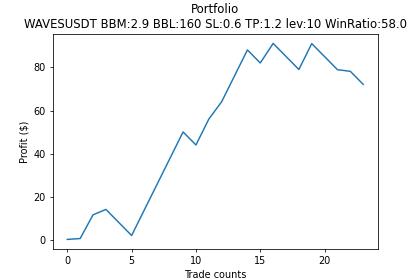 Portfolio
WAVESUSDT BBM:2.9 BBL:160 SL:0.6 TP:1.2 lev:10 WinRatio:58.0
80
60
40
20
0
Profit ($)
0 5 10 15 20
Trade counts